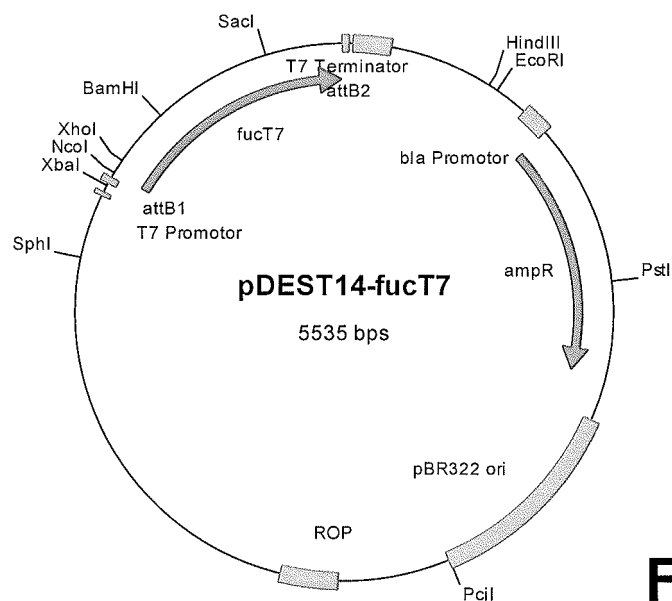 SacI
HindIII
EcoRI
T7 Terminator
attB2
BamHI
fucT7
XhoI
NcoI
XbaI
bla Promotor
attB1
T7 Promotor
SphI
ampR
PstI
pDEST14-fucT7
5535 bps
pBR322 ori
ROP
PciI